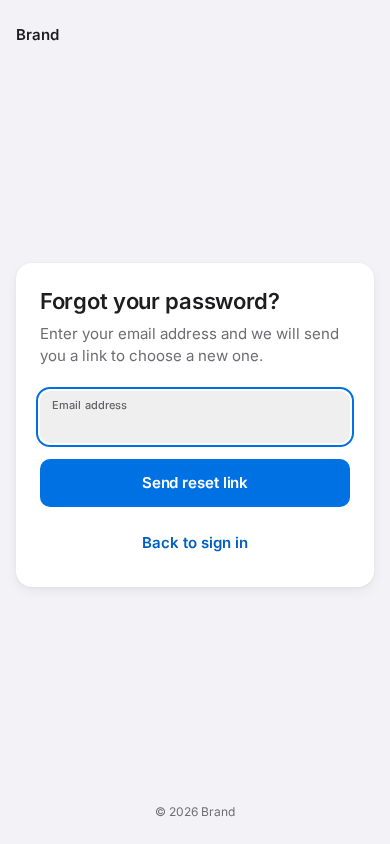 Brand
Forgot your password?
Enter your email address and we will send
you a link to choose a new one.
Email address
Send reset link
Back to sign in
© 2026 Brand